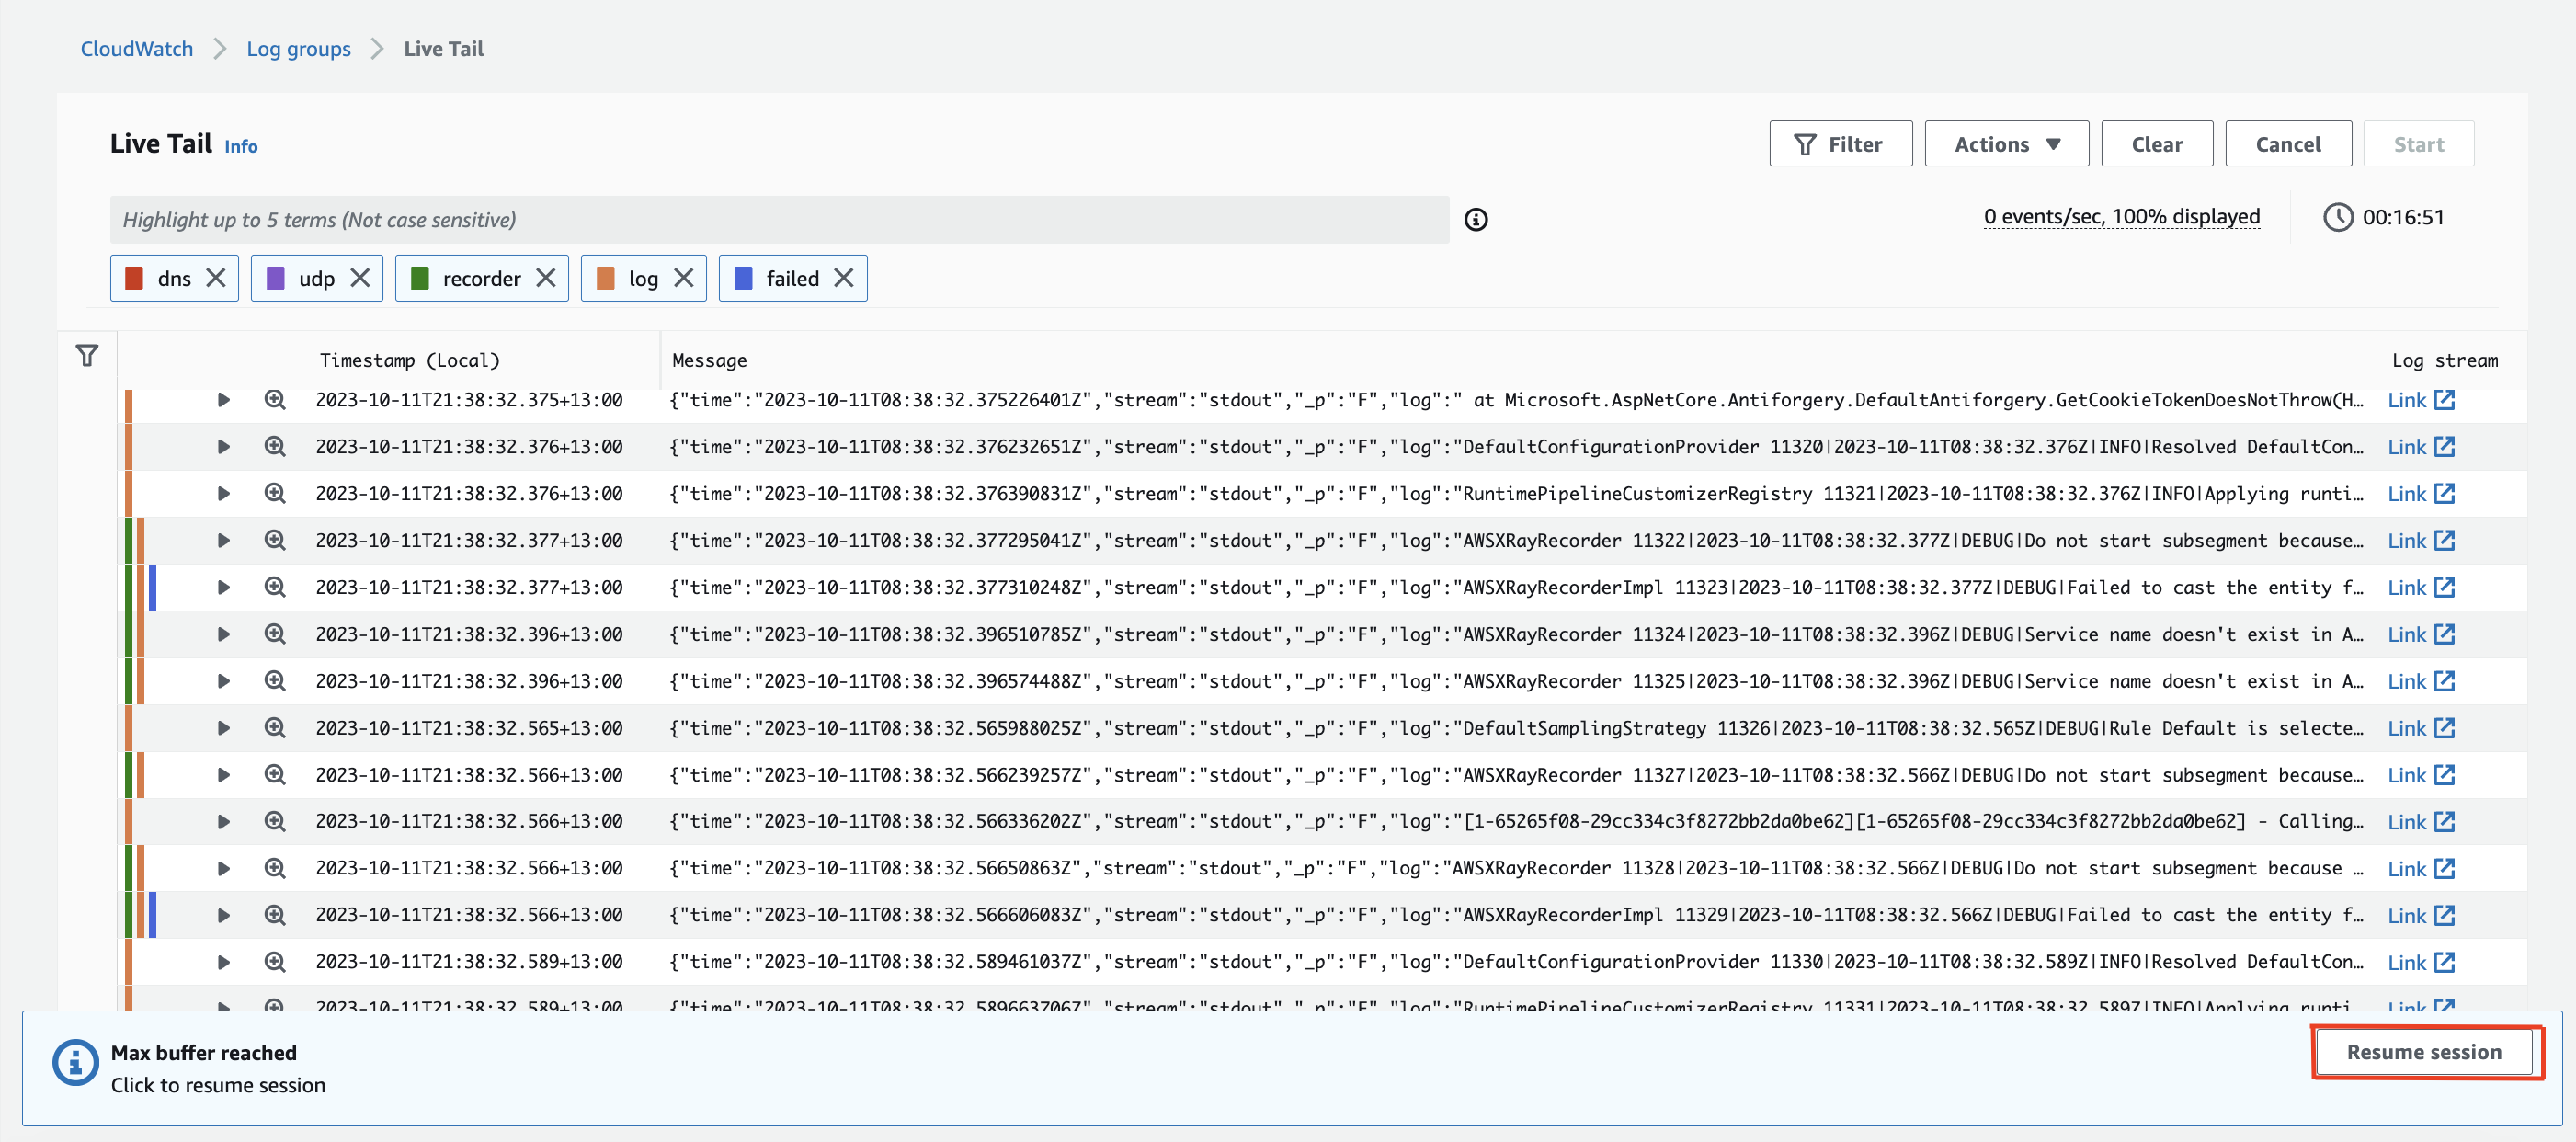 CloudWatch > Log groups > Live Tail
Live Tail Info
Filter Actions Clear Cancel Start
Highlight up to 5 terms (Not case sensitive)
0 events/sec, 100% displayed 00:16:51
dns udp recorder log failed
Timestamp (Local) Message Log stream
2023-10-11T21:38:32.375+13:00 {"time":"2023-10-11T08:38:32.375226401Z","stream":"stdout","_p":"F","log":" at Microsoft.AspNetCore.Antiforgery.DefaultAntiforgery.GetCookieTokenDoesNotThrow(H… Link
2023-10-11T21:38:32.376+13:00 {"time":"2023-10-11T08:38:32.376232651Z","stream":"stdout","_p":"F","log":"DefaultConfigurationProvider 11320|2023-10-11T08:38:32.376Z|INFO|Resolved DefaultCon… Link
2023-10-11T21:38:32.376+13:00 {"time":"2023-10-11T08:38:32.376390831Z","stream":"stdout","_p":"F","log":"RuntimePipelineCustomizerRegistry 11321|2023-10-11T08:38:32.376Z|INFO|Applying runti… Link
2023-10-11T21:38:32.377+13:00 {"time":"2023-10-11T08:38:32.377295041Z","stream":"stdout","_p":"F","log":"AWSXRayRecorder 11322|2023-10-11T08:38:32.377Z|DEBUG|Do not start subsegment because… Link
2023-10-11T21:38:32.377+13:00 {"time":"2023-10-11T08:38:32.377310248Z","stream":"stdout","_p":"F","log":"AWSXRayRecorderImpl 11323|2023-10-11T08:38:32.377Z|DEBUG|Failed to cast the entity f… Link
2023-10-11T21:38:32.396+13:00 {"time":"2023-10-11T08:38:32.396510785Z","stream":"stdout","_p":"F","log":"AWSXRayRecorder 11324|2023-10-11T08:38:32.396Z|DEBUG|Service name doesn't exist in A… Link
2023-10-11T21:38:32.396+13:00 {"time":"2023-10-11T08:38:32.396574488Z","stream":"stdout","_p":"F","log":"AWSXRayRecorder 11325|2023-10-11T08:38:32.396Z|DEBUG|Service name doesn't exist in A… Link
2023-10-11T21:38:32.565+13:00 {"time":"2023-10-11T08:38:32.565988025Z","stream":"stdout","_p":"F","log":"DefaultSamplingStrategy 11326|2023-10-11T08:38:32.565Z|DEBUG|Rule Default is selecte… Link
2023-10-11T21:38:32.566+13:00 {"time":"2023-10-11T08:38:32.566239257Z","stream":"stdout","_p":"F","log":"AWSXRayRecorder 11327|2023-10-11T08:38:32.566Z|DEBUG|Do not start subsegment because… Link
2023-10-11T21:38:32.566+13:00 {"time":"2023-10-11T08:38:32.566336202Z","stream":"stdout","_p":"F","log":"[1-65265f08-29cc334c3f8272bb2da0be62][1-65265f08-29cc334c3f8272bb2da0be62] - Calling… Link
2023-10-11T21:38:32.566+13:00 {"time":"2023-10-11T08:38:32.56650863Z","stream":"stdout","_p":"F","log":"AWSXRayRecorder 11328|2023-10-11T08:38:32.566Z|DEBUG|Do not start subsegment because … Link
2023-10-11T21:38:32.566+13:00 {"time":"2023-10-11T08:38:32.566606083Z","stream":"stdout","_p":"F","log":"AWSXRayRecorderImpl 11329|2023-10-11T08:38:32.566Z|DEBUG|Failed to cast the entity f… Link
2023-10-11T21:38:32.589+13:00 {"time":"2023-10-11T08:38:32.589461037Z","stream":"stdout","_p":"F","log":"DefaultConfigurationProvider 11330|2023-10-11T08:38:32.589Z|INFO|Resolved DefaultCon… Link
2023-10-11T21:38:32.589+13:00 {"time":"2023-10-11T08:38:32.589663706Z","stream":"stdout","_p":"F","log":"RuntimePipelineCustomizerRegistry 11331|2023-10-11T08:38:32.589Z|INFO|Applying runti… Link
Max buffer reached
Click to resume session
Resume session